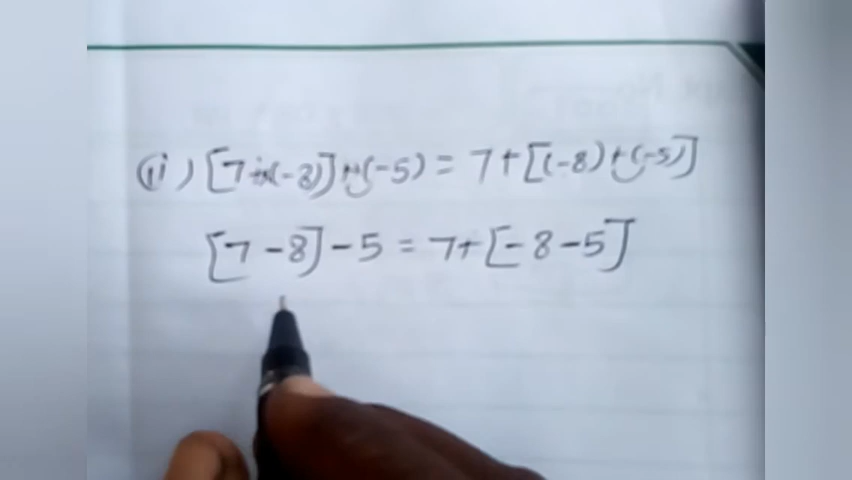 (ii) [7+(-8)]+(-5) = 7+[(-8)+(-5)]
[7-8]-5 = 7+[-8-5]